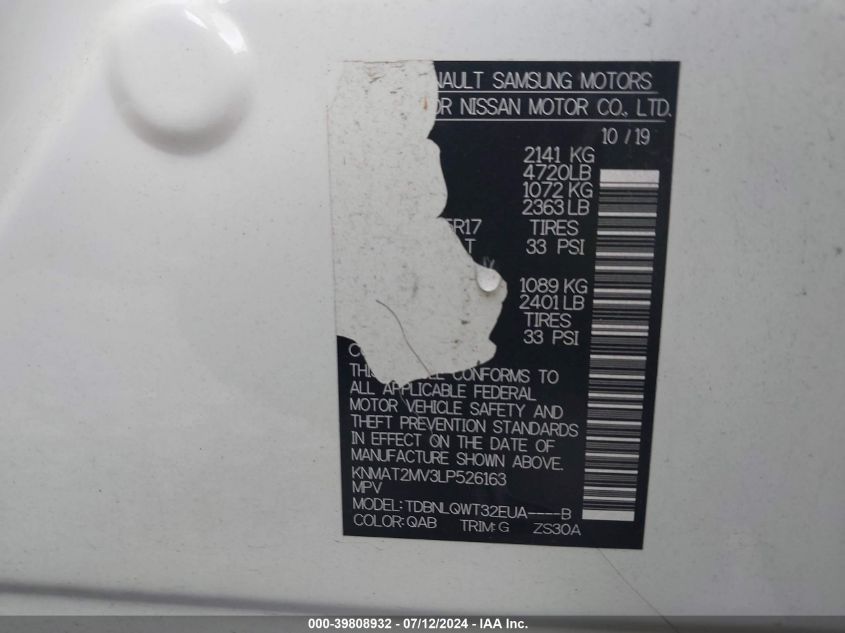 NAULT SAMSUNG MOTORS
OR NISSAN MOTOR CO., LTD.
10 / 19
2141 KG
4720LB
1072 KG
2363 LB
5R17 TIRES
T 33 PSI
1089 KG
2401 LB
TIRES
33 PSI
CONFORMS TO
ALL APPLICABLE FEDERAL
MOTOR VEHICLE SAFETY AND
THEFT PREVENTION STANDARDS
IN EFFECT ON THE DATE OF
MANUFACTURE SHOWN ABOVE.
KNMAT2MV3LP526163
MPV
MODEL: TDBNLQWT32EUA----B
COLOR: QAB TRIM: G ZS30A
000-39808932 - 07/12/2024 - IAA Inc.